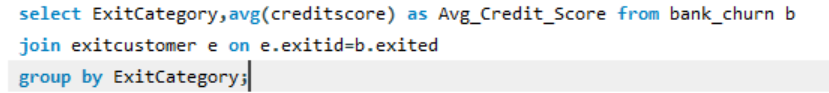 select ExitCategory,avg(creditscore) as Avg_Credit_Score from bank_churn b
join exitcustomer e on e.exitid=b.exited
group by ExitCategory;